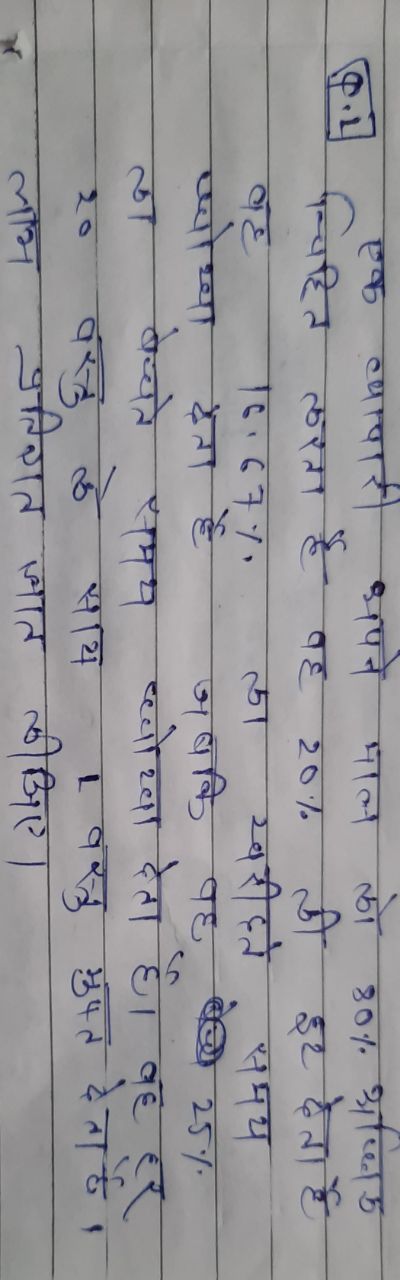 प्र.1 एक व्यापारी अपने माल को 80% अधिक
अंकित करता है वह 20% की छूट देता है
वह 16.67% का खरीदते समय
धोखा देता है जबकि वह 25%
का बेचते समय धोखा देता है। वह हर
20 वस्तु के साथ 1 वस्तु मुफ्त देता है।
लाभ प्रतिशत ज्ञात कीजिए।